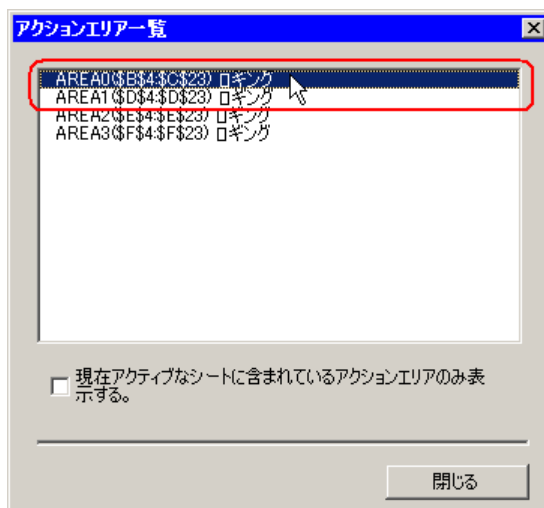 アクションエリア一覧
AREA0($B$4:$C$23) ロギング
AREA1($D$4:$D$23) ロギング
AREA2($E$4:$E$23) ロギング
AREA3($F$4:$F$23) ロギング
現在アクティブなシートに含まれているアクションエリアのみ表
示する。
閉じる